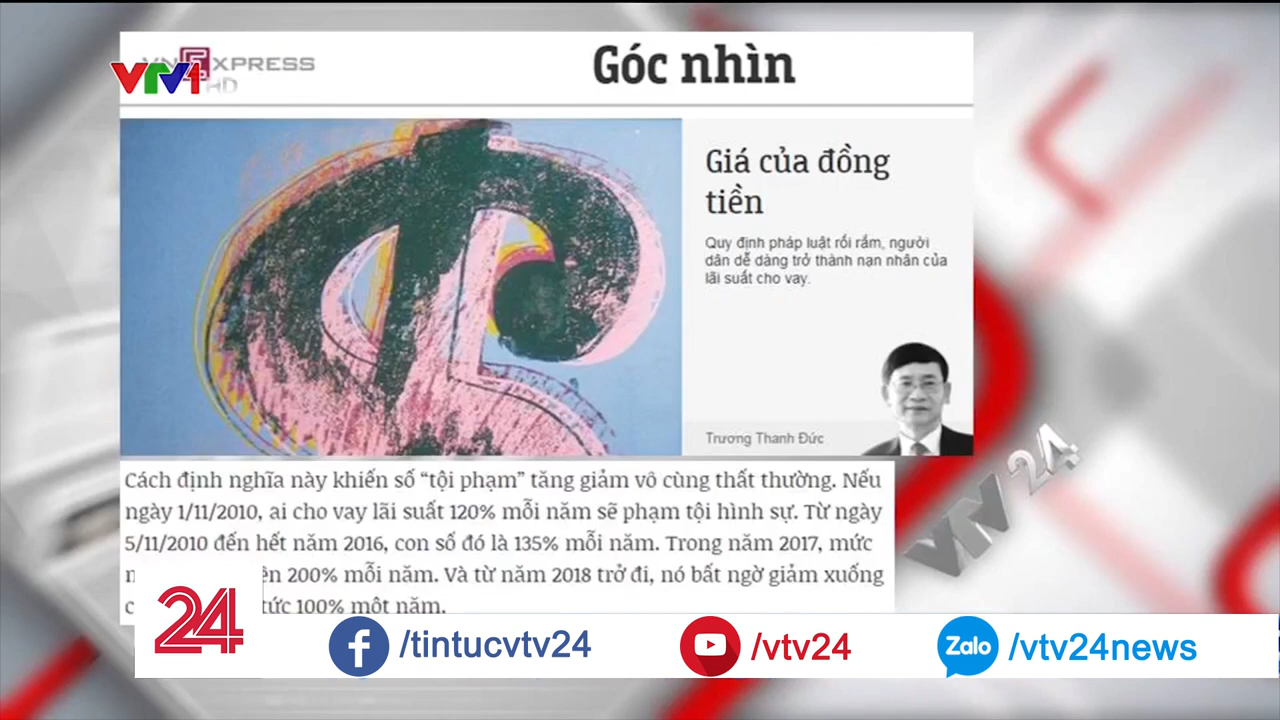 VTV1
VNEXPRESS
HD
Góc nhìn
Giá của đồng
tiền
Quy định pháp luật rối rắm, người
dân dễ dàng trở thành nạn nhân của
lãi suất cho vay.
Trương Thanh Đức
Cách định nghĩa này khiến số “tội phạm” tăng giảm vô cùng thất thường. Nếu
ngày 1/11/2010, ai cho vay lãi suất 120% mỗi năm sẽ phạm tội hình sự. Từ ngày
5/11/2010 đến hết năm 2016, con số đó là 135% mỗi năm. Trong năm 2017, mức
200% mỗi năm. Và từ năm 2018 trở đi, nó bất ngờ giảm xuống
tức 100% một năm.
VTV 24
24
/tintucvtv24
/vtv24
Zalo
/vtv24news